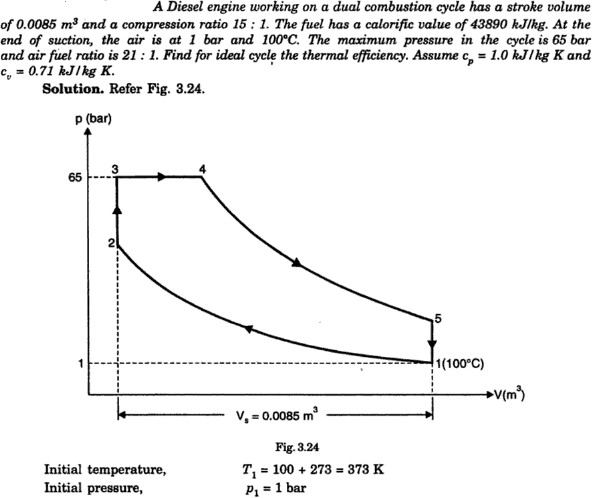 A Diesel engine working on a dual combustion cycle has a stroke volume
of 0.0085 m³ and a compression ratio 15 : 1. The fuel has a calorific value of 43890 kJ/kg. At the
end of suction, the air is at 1 bar and 100°C. The maximum pressure in the cycle is 65 bar
and air fuel ratio is 21 : 1. Find for ideal cycle the thermal efficiency. Assume cₚ = 1.0 kJ/kg K and
cᵥ = 0.71 kJ/kg K.
Solution. Refer Fig. 3.24.
p (bar)
3
4
65
2
5
1
1(100°C)
V(m³)
Vₛ = 0.0085 m³
Fig. 3.24
Initial temperature, T₁ = 100 + 273 = 373 K
Initial pressure, p₁ = 1 bar